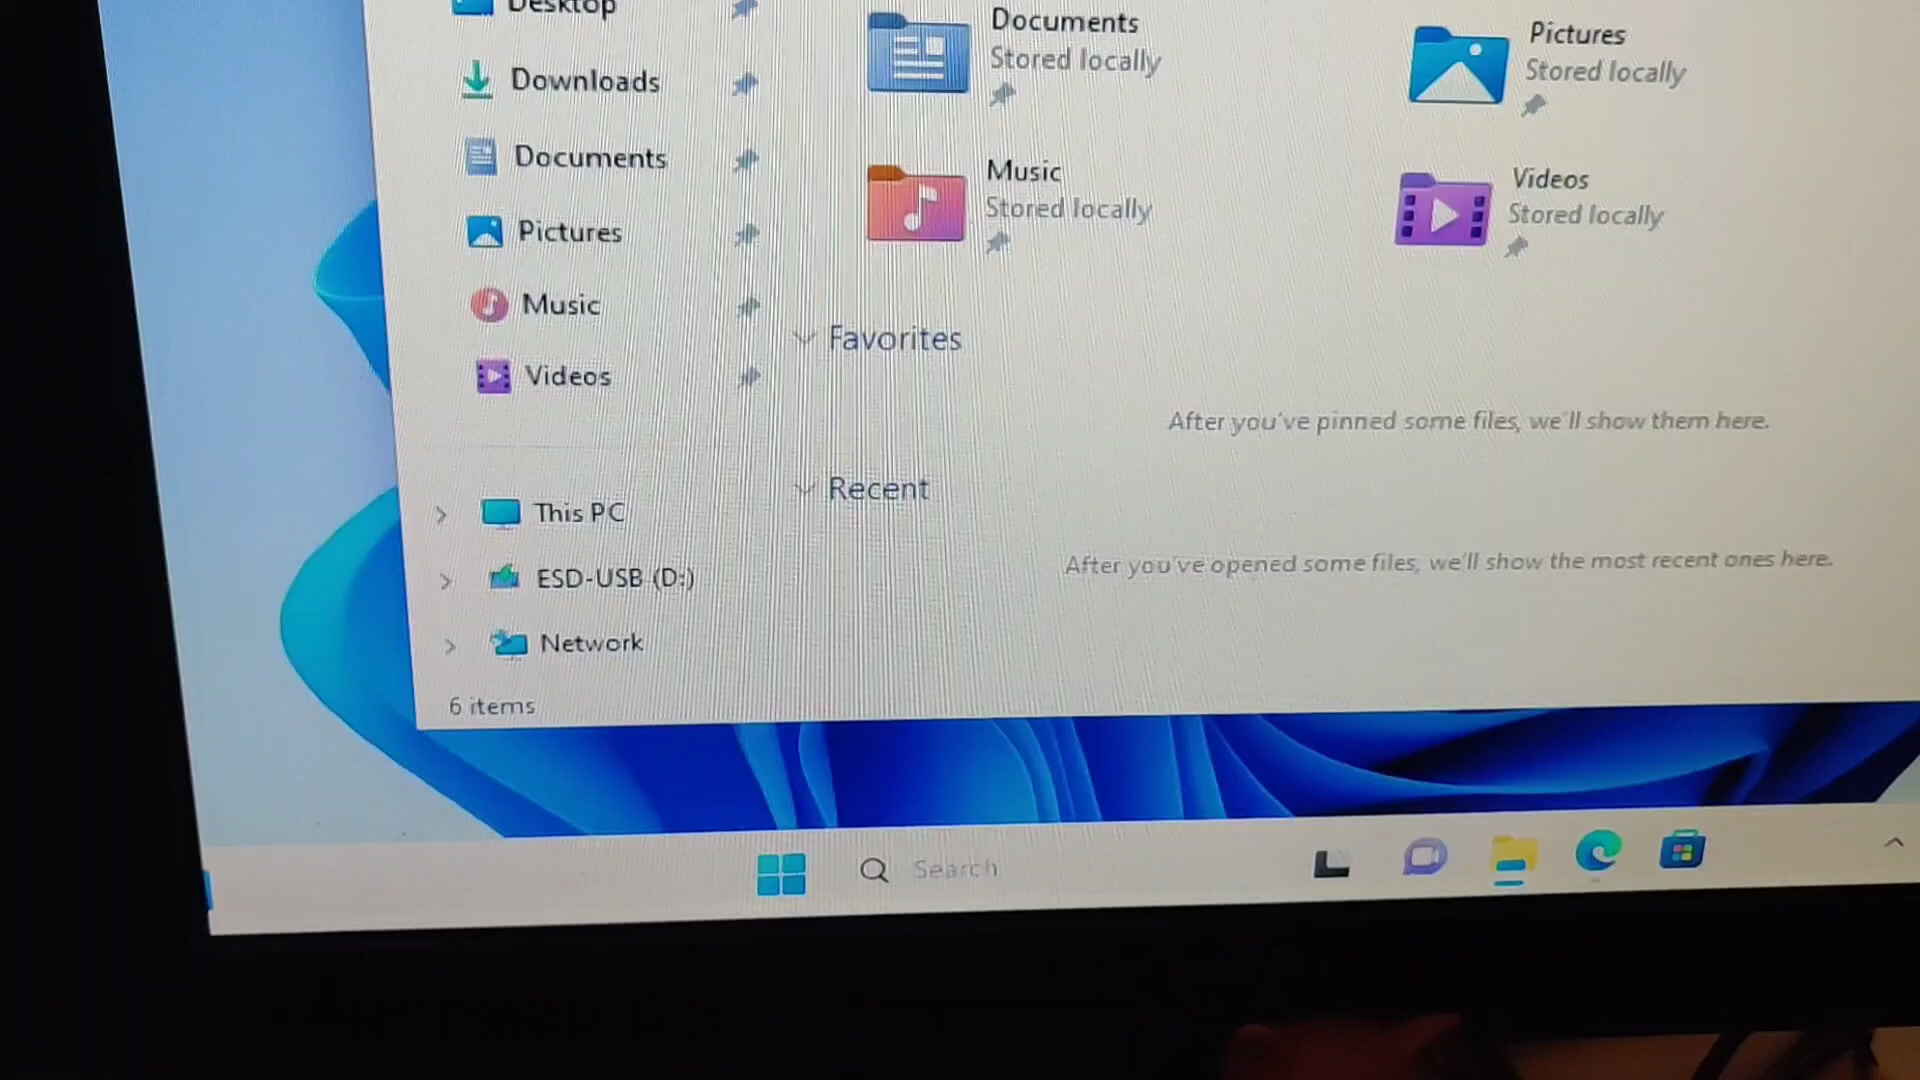 Desktop
Downloads
Documents
Pictures
Music
Videos
This PC
ESD-USB (D:)
Network
6 items
Documents
Stored locally
Pictures
Stored locally
Music
Stored locally
Videos
Stored locally
Favorites
After you've pinned some files, we'll show them here.
Recent
After you've opened some files, we'll show the most recent ones here.
Search